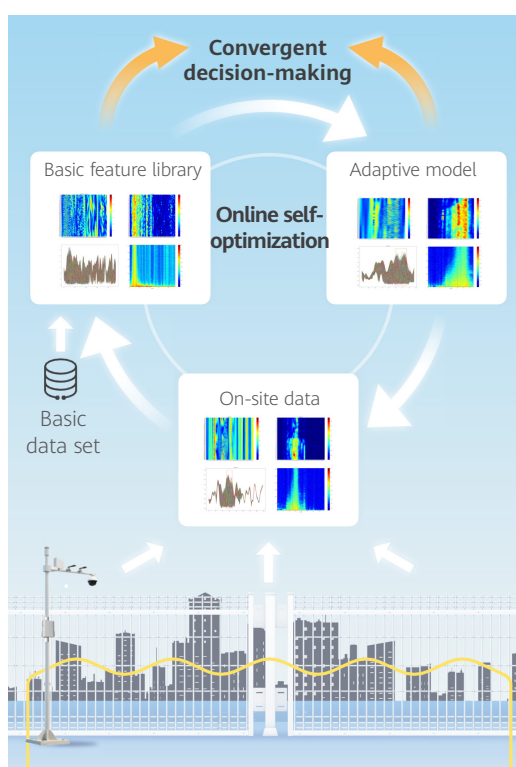 Convergent
decision-making
Basic feature library
Adaptive model
Online self-
optimization
On-site data
Basic
data set